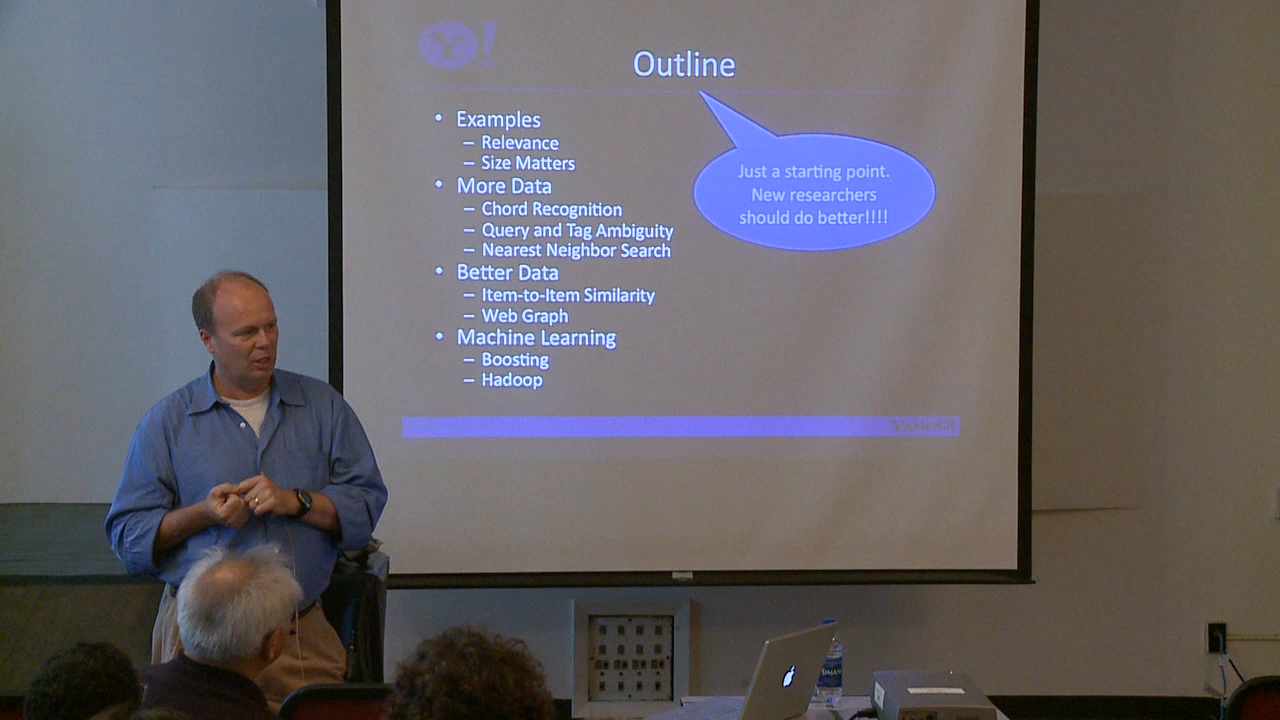 Y!
Outline
• Examples
– Relevance
– Size Matters
• More Data
– Chord Recognition
– Query and Tag Ambiguity
– Nearest Neighbor Search
• Better Data
– Item-to-Item Similarity
– Web Graph
• Machine Learning
– Boosting
– Hadoop
Just a starting point.
New researchers
should do better!!!!
YAHOO!